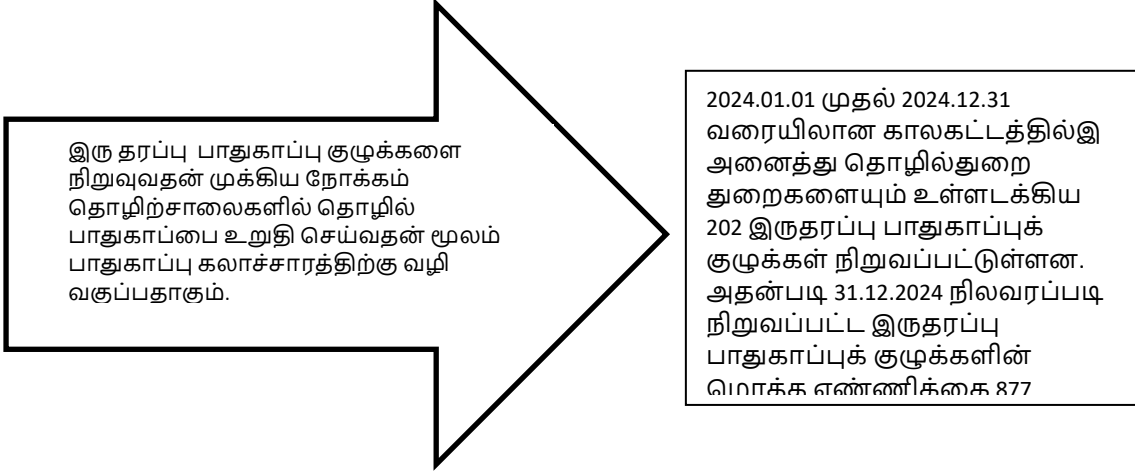 இரு தரப்பு பாதுகாப்பு குழுக்களை
நிறுவுவதன் முக்கிய நோக்கம்
தொழிற்சாலைகளில் தொழில்
பாதுகாப்பை உறுதி செய்வதன் மூலம்
பாதுகாப்பு கலாச்சாரத்திற்கு வழி
வகுப்பதாகும்.
2024.01.01 முதல் 2024.12.31
வரையிலான காலகட்டத்தில்இ
அனைத்து தொழில்துறை
துறைகளையும் உள்ளடக்கிய
202 இருதரப்பு பாதுகாப்புக்
குழுக்கள் நிறுவப்பட்டுள்ளன.
அதன்படி 31.12.2024 நிலவரப்படி
நிறுவப்பட்ட இருதரப்பு
பாதுகாப்புக் குழுக்களின்
மொத்த எண்ணிக்கை 877